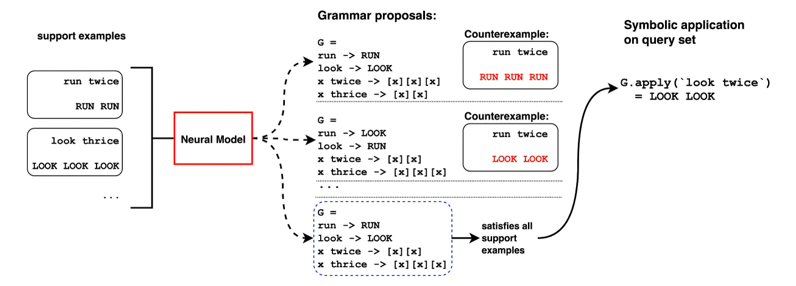 support examples
run twice
RUN RUN
look thrice
LOOK LOOK LOOK
...
Neural Model
Grammar proposals:
G =
run -> RUN
look -> LOOK
x twice -> [x][x][x]
x thrice -> [x][x]
Counterexample:
run twice
RUN RUN RUN
G =
run -> LOOK
look -> RUN
x twice -> [x][x]
x thrice -> [x][x][x]
Counterexample:
run twice
LOOK LOOK
...
G =
run -> RUN
look -> LOOK
x twice -> [x][x]
x thrice -> [x][x][x]
satisfies all
support
examples
Symbolic application
on query set
G.apply(`look twice`)
= LOOK LOOK